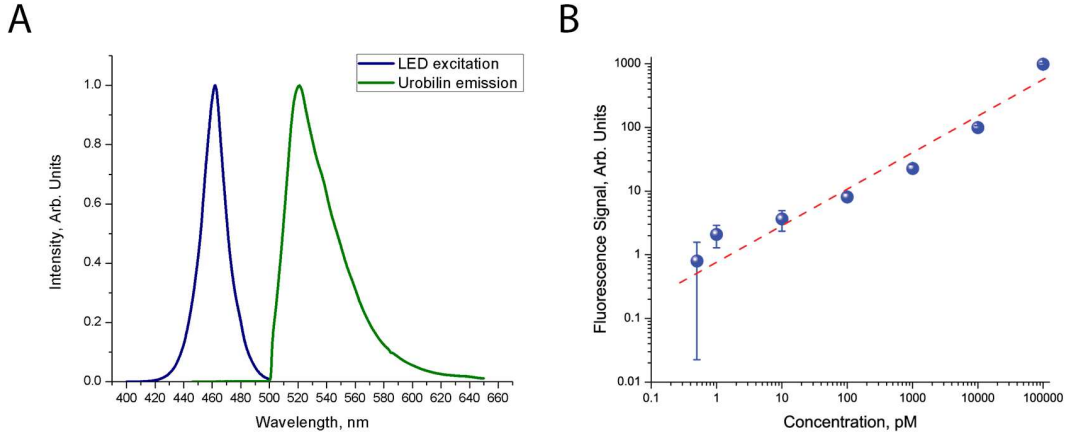 A
LED excitation
Urobilin emission
1.0
0.8
0.6
0.4
0.2
0.0
Intensity, Arb. Units
400 420 440 460 480 500 520 540 560 580 600 620 640 660
Wavelength, nm
B
1000
100
10
1
0.1
0.01
Fluorescence Signal, Arb. Units
0.1 1 10 100 1000 10000 100000
Concentration, pM